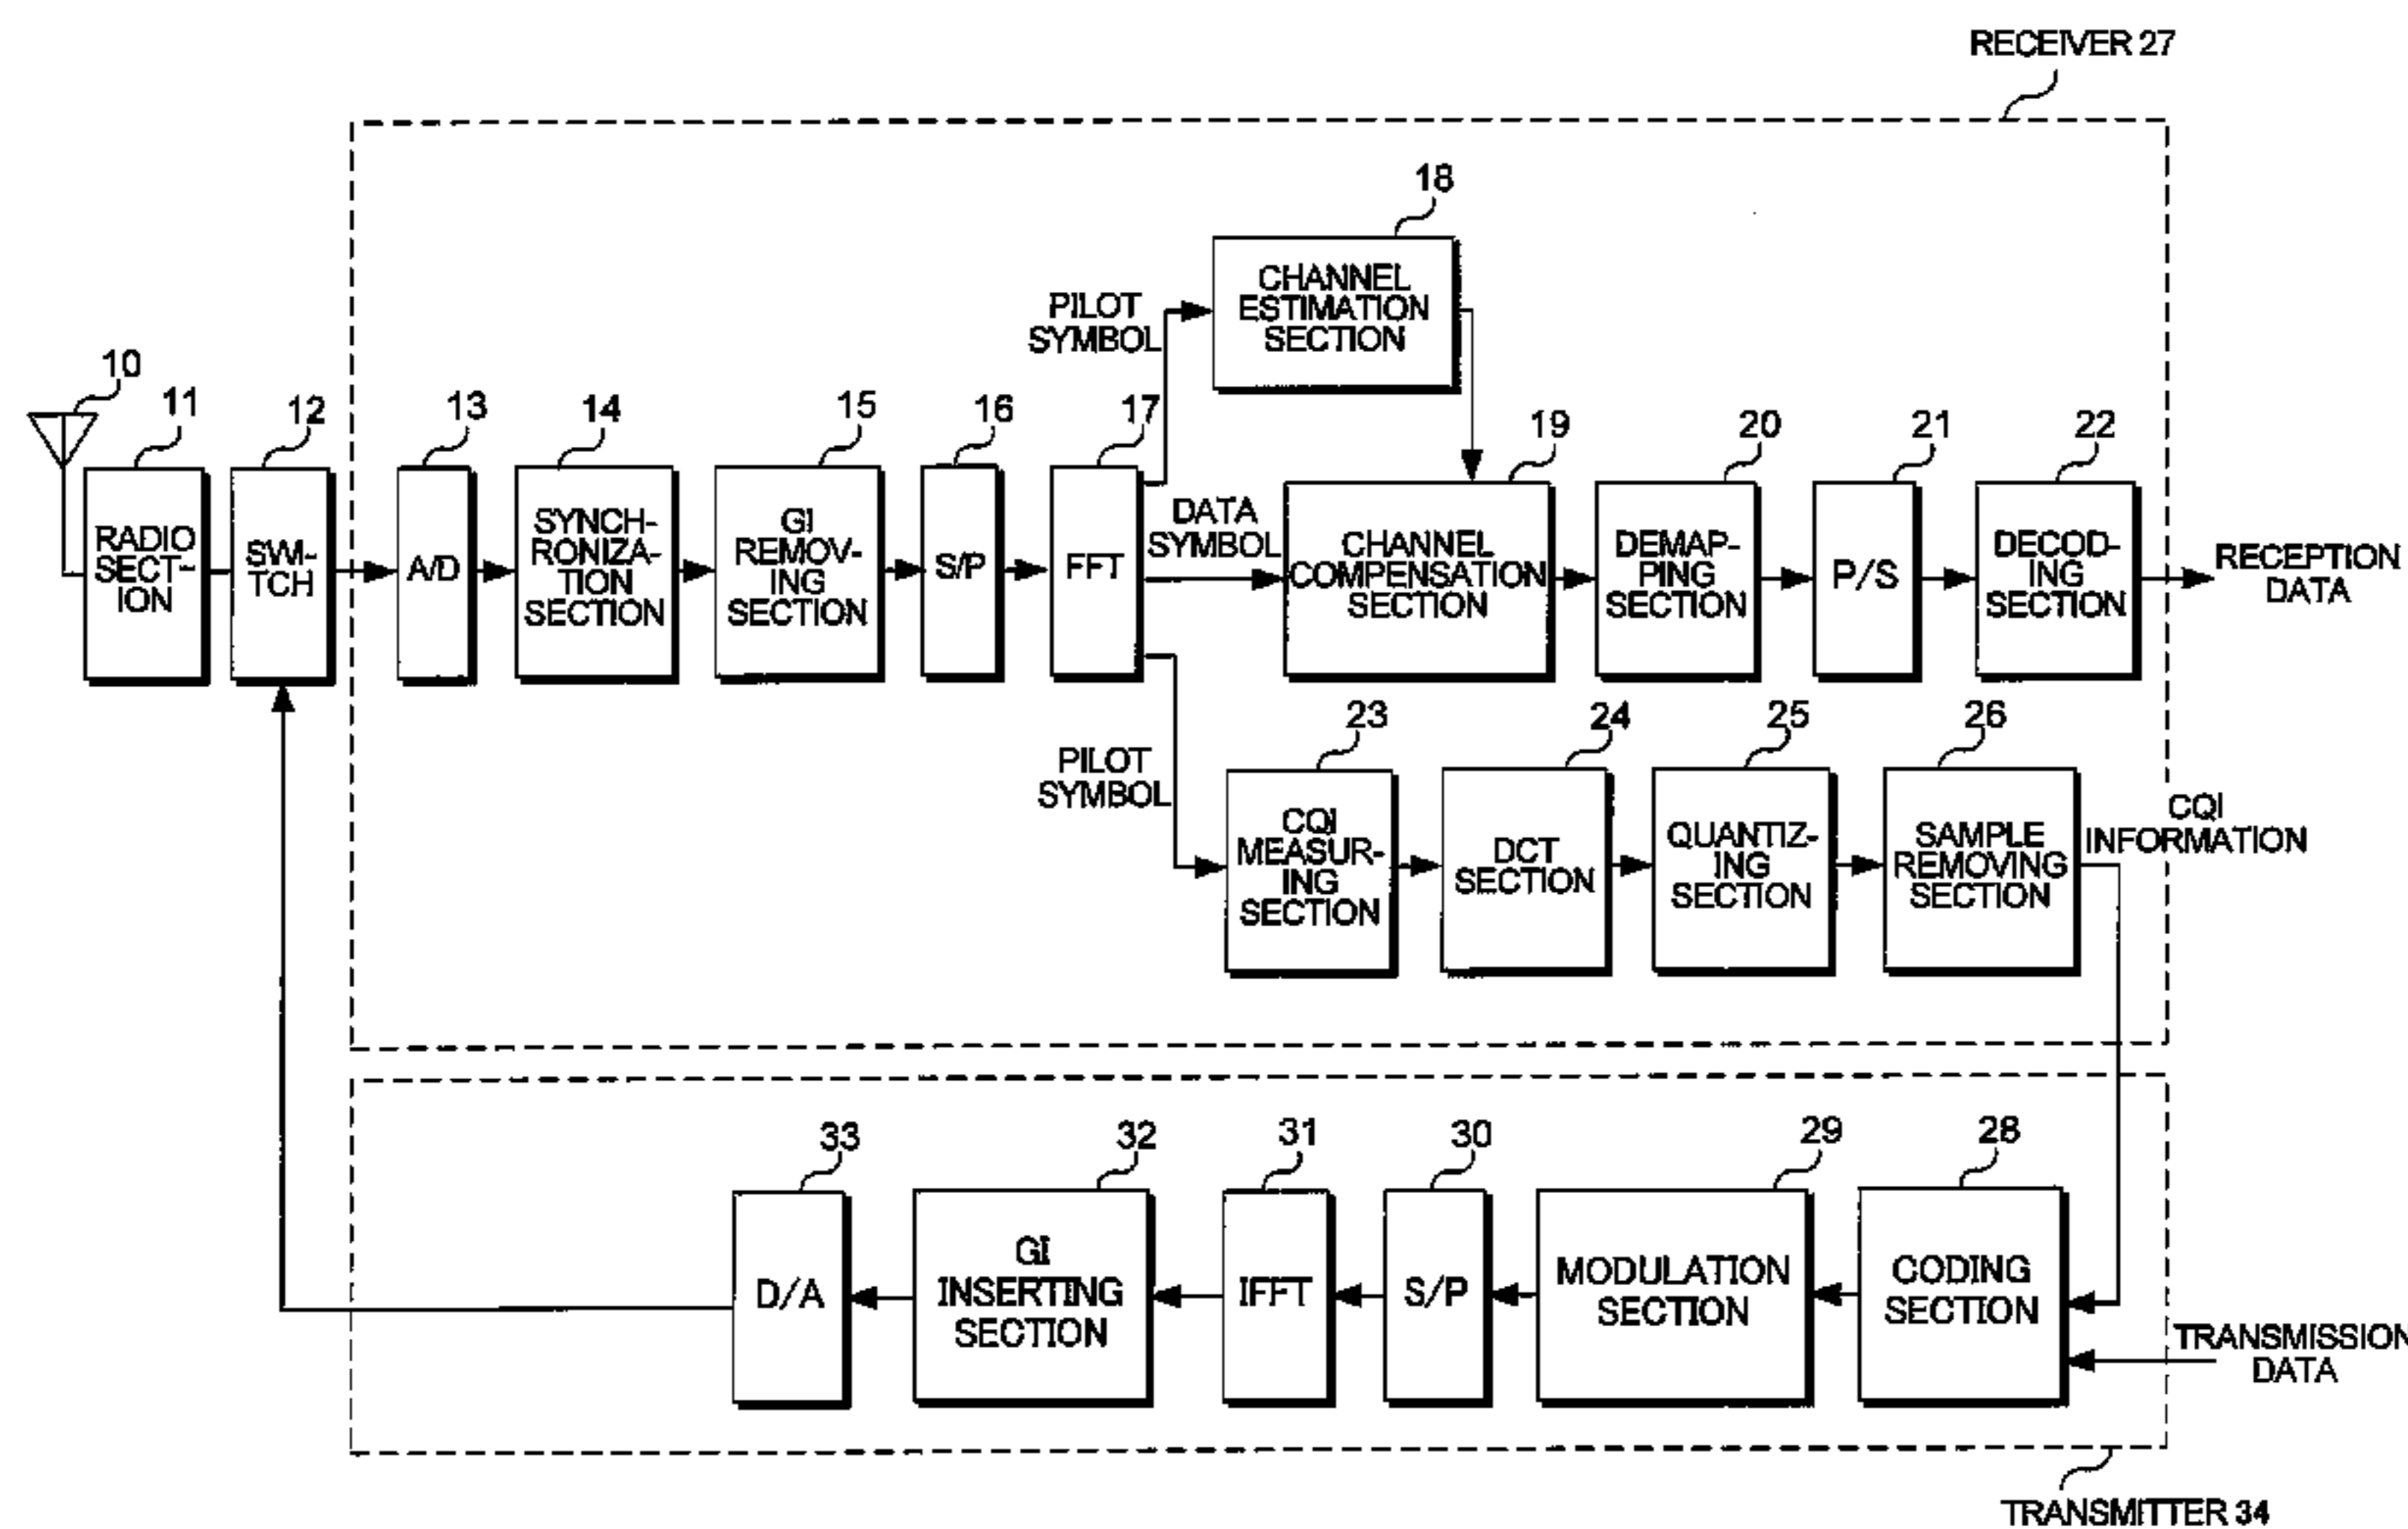 RECEIVER 27
18
CHANNEL
ESTIMATION
SECTION
PILOT
SYMBOL
10
11
12
13
14
15
16
17
19
20
21
22
RADIO
SECT-
ION
SWI-
TCH
A/D
SYNCH-
RONIZA-
TION
SECTION
GI
REMOV-
ING
SECTION
S/P
FFT
DATA
SYMBOL
CHANNEL
COMPENSATION
SECTION
DEMAP-
PING
SECTION
P/S
DECOD-
ING
SECTION
RECEPTION
DATA
23
24
25
26
PILOT
SYMBOL
CQI
MEASUR-
ING
SECTION
DCT
SECTION
QUANTIZ-
ING
SECTION
SAMPLE
REMOVING
SECTION
CQI
INFORMATION
33
32
31
30
29
28
D/A
GI
INSERTING
SECTION
IFFT
S/P
MODULATION
SECTION
CODING
SECTION
TRANSMISSION
DATA
TRANSMITTER 34